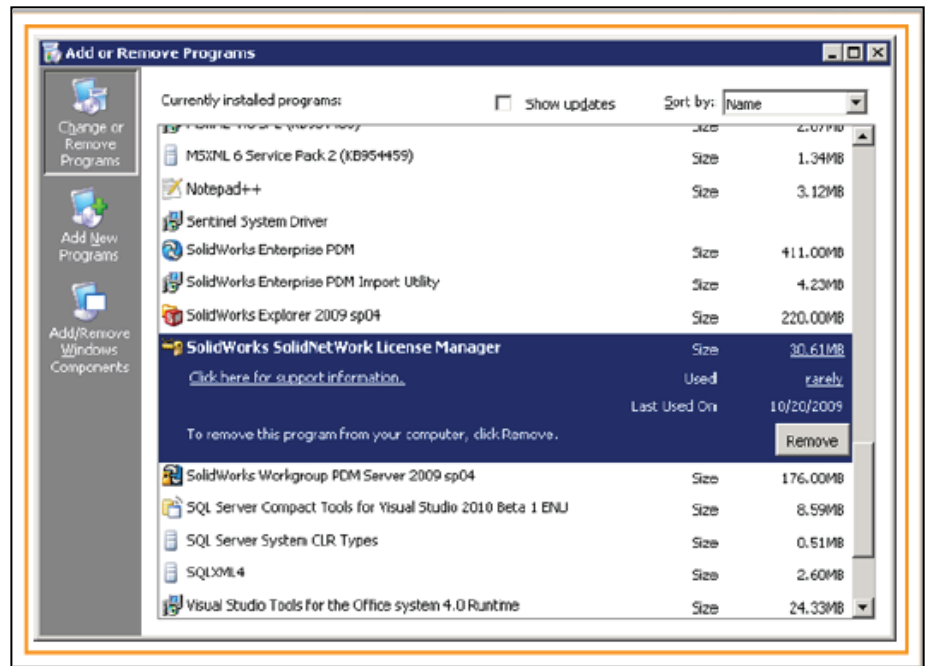 Add or Remove Programs
Change or
Remove
Programs
Add New
Programs
Add/Remove
Windows
Components
Currently installed programs: Show updates Sort by: Name
Size 2.07MB
MSXML 6 Service Pack 2 (KB954459) Size 1.34MB
Notepad++ Size 3.12MB
Sentinel System Driver
SolidWorks Enterprise PDM Size 411.00MB
SolidWorks Enterprise PDM Import Utility Size 4.23MB
SolidWorks Explorer 2009 sp04 Size 220.00MB
SolidWorks SolidNetWork License Manager Size 30.61MB
Click here for support information. Used rarely
Last Used On 10/20/2009
To remove this program from your computer, click Remove. Remove
SolidWorks Workgroup PDM Server 2009 sp04 Size 176.00MB
SQL Server Compact Tools for Visual Studio 2010 Beta 1 ENU Size 8.59MB
SQL Server System CLR Types Size 0.51MB
SQLXML4 Size 2.60MB
Visual Studio Tools for the Office system 4.0 Runtime Size 24.33MB